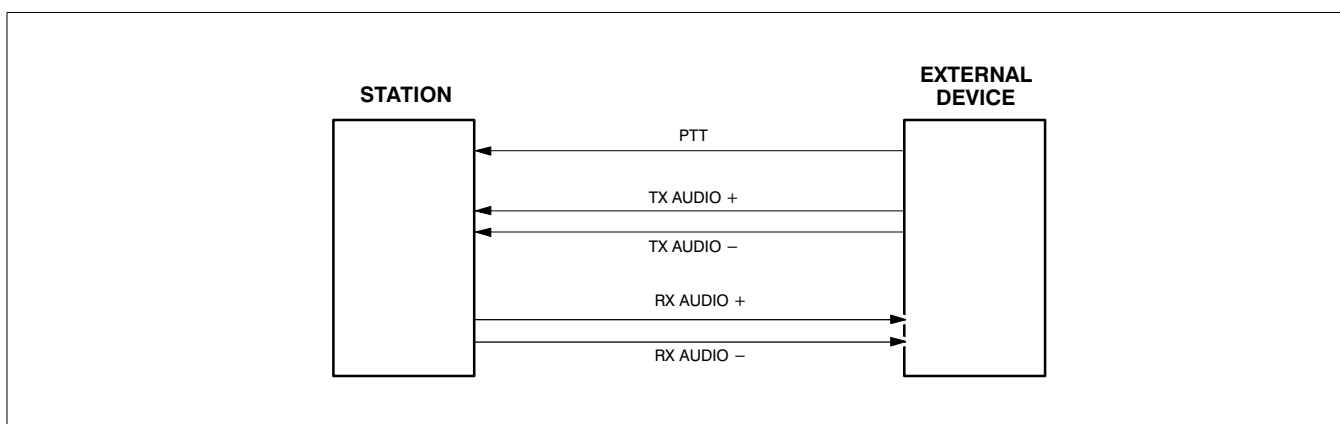 STATION
EXTERNAL
DEVICE
PTT
TX AUDIO +
TX AUDIO −
RX AUDIO +
RX AUDIO −